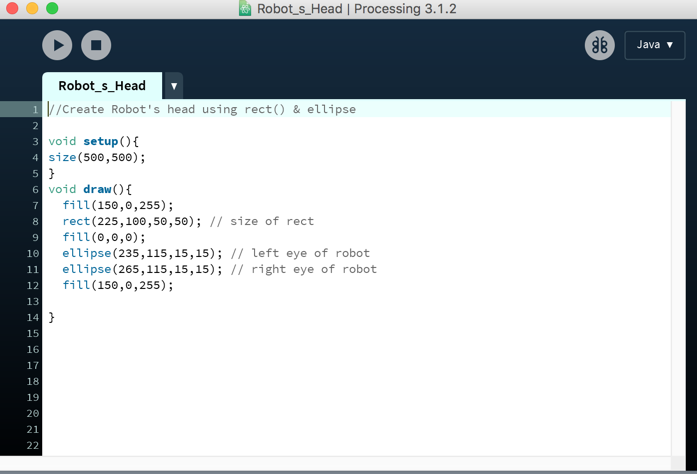 Robot_s_Head | Processing 3.1.2
Java ▼
Robot_s_Head ▼
1 //Create Robot's head using rect() & ellipse
2
3 void setup(){
4 size(500,500);
5 }
6 void draw(){
7   fill(150,0,255);
8   rect(225,100,50,50); // size of rect
9   fill(0,0,0);
10   ellipse(235,115,15,15); // left eye of robot
11   ellipse(265,115,15,15); // right eye of robot
12   fill(150,0,255);
13
14 }
15
16
17
18
19
20
21
22